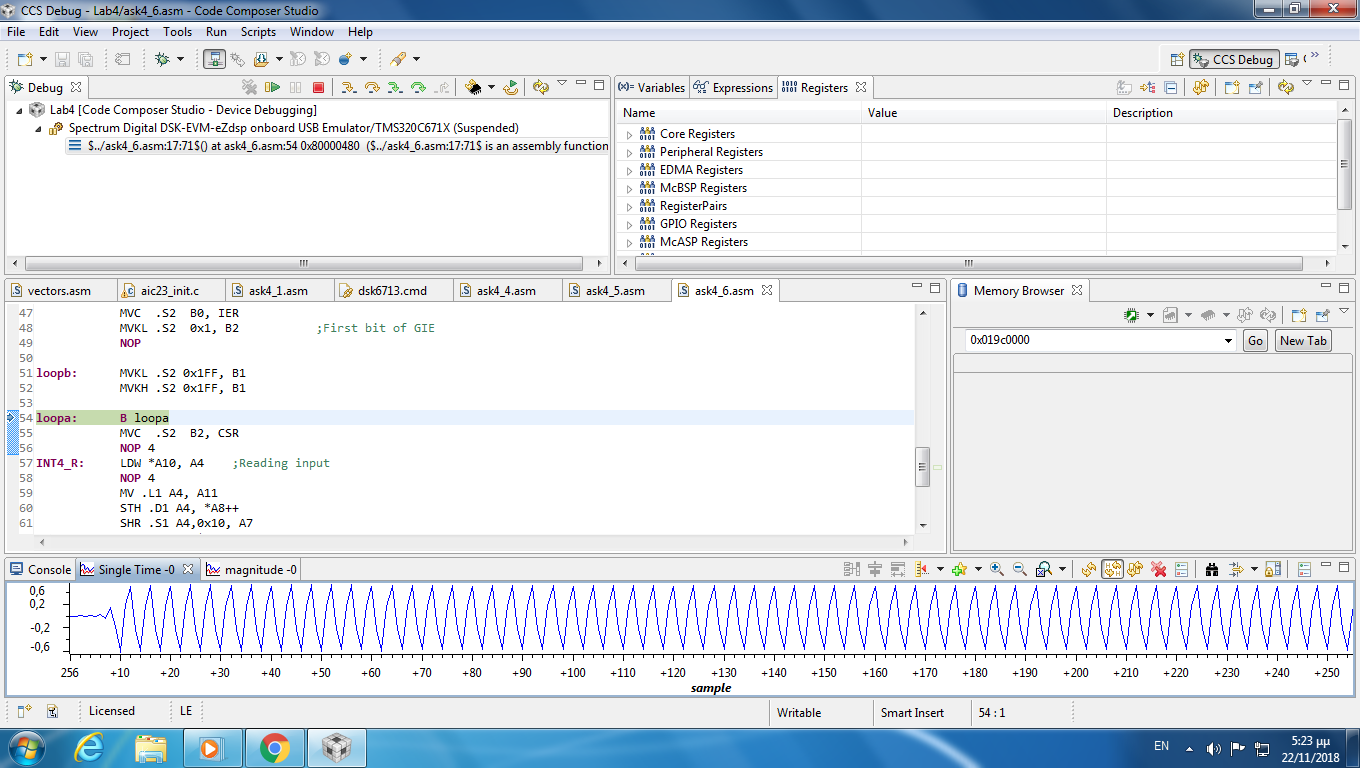 CCS Debug - Lab4/ask4_6.asm - Code Composer Studio
File Edit View Project Tools Run Scripts Window Help
CCS Debug
Debug
Lab4 [Code Composer Studio - Device Debugging]
Spectrum Digital DSK-EVM-eZdsp onboard USB Emulator/TMS320C671X (Suspended)
$../ask4_6.asm:17:71$() at ask4_6.asm:54 0x80000480 ($../ask4_6.asm:17:71$ is an assembly function
(x)= Variables Expressions Registers
Name Value Description
Core Registers
Peripheral Registers
EDMA Registers
McBSP Registers
RegisterPairs
GPIO Registers
McASP Registers
vectors.asm aic23_init.c ask4_1.asm dsk6713.cmd ask4_4.asm ask4_5.asm ask4_6.asm
47 MVC .S2 B0, IER
48 MVKL .S2 0x1, B2 ;First bit of GIE
49 NOP
50
51 loopb: MVKL .S2 0x1FF, B1
52 MVKH .S2 0x1FF, B1
53
54 loopa: B loopa
55 MVC .S2 B2, CSR
56 NOP 4
57 INT4_R: LDW *A10, A4 ;Reading input
58 NOP 4
59 MV .L1 A4, A11
60 STH .D1 A4, *A8++
61 SHR .S1 A4,0x10, A7
Memory Browser
0x019c0000 Go New Tab
Console Single Time -0 magnitude -0
0,6
0,2
-0,2
-0,6
256 +10 +20 +30 +40 +50 +60 +70 +80 +90 +100 +110 +120 +130 +140 +150 +160 +170 +180 +190 +200 +210 +220 +230 +240 +250
sample
Licensed LE Writable Smart Insert 54 : 1
EN 5:23 μμ
22/11/2018